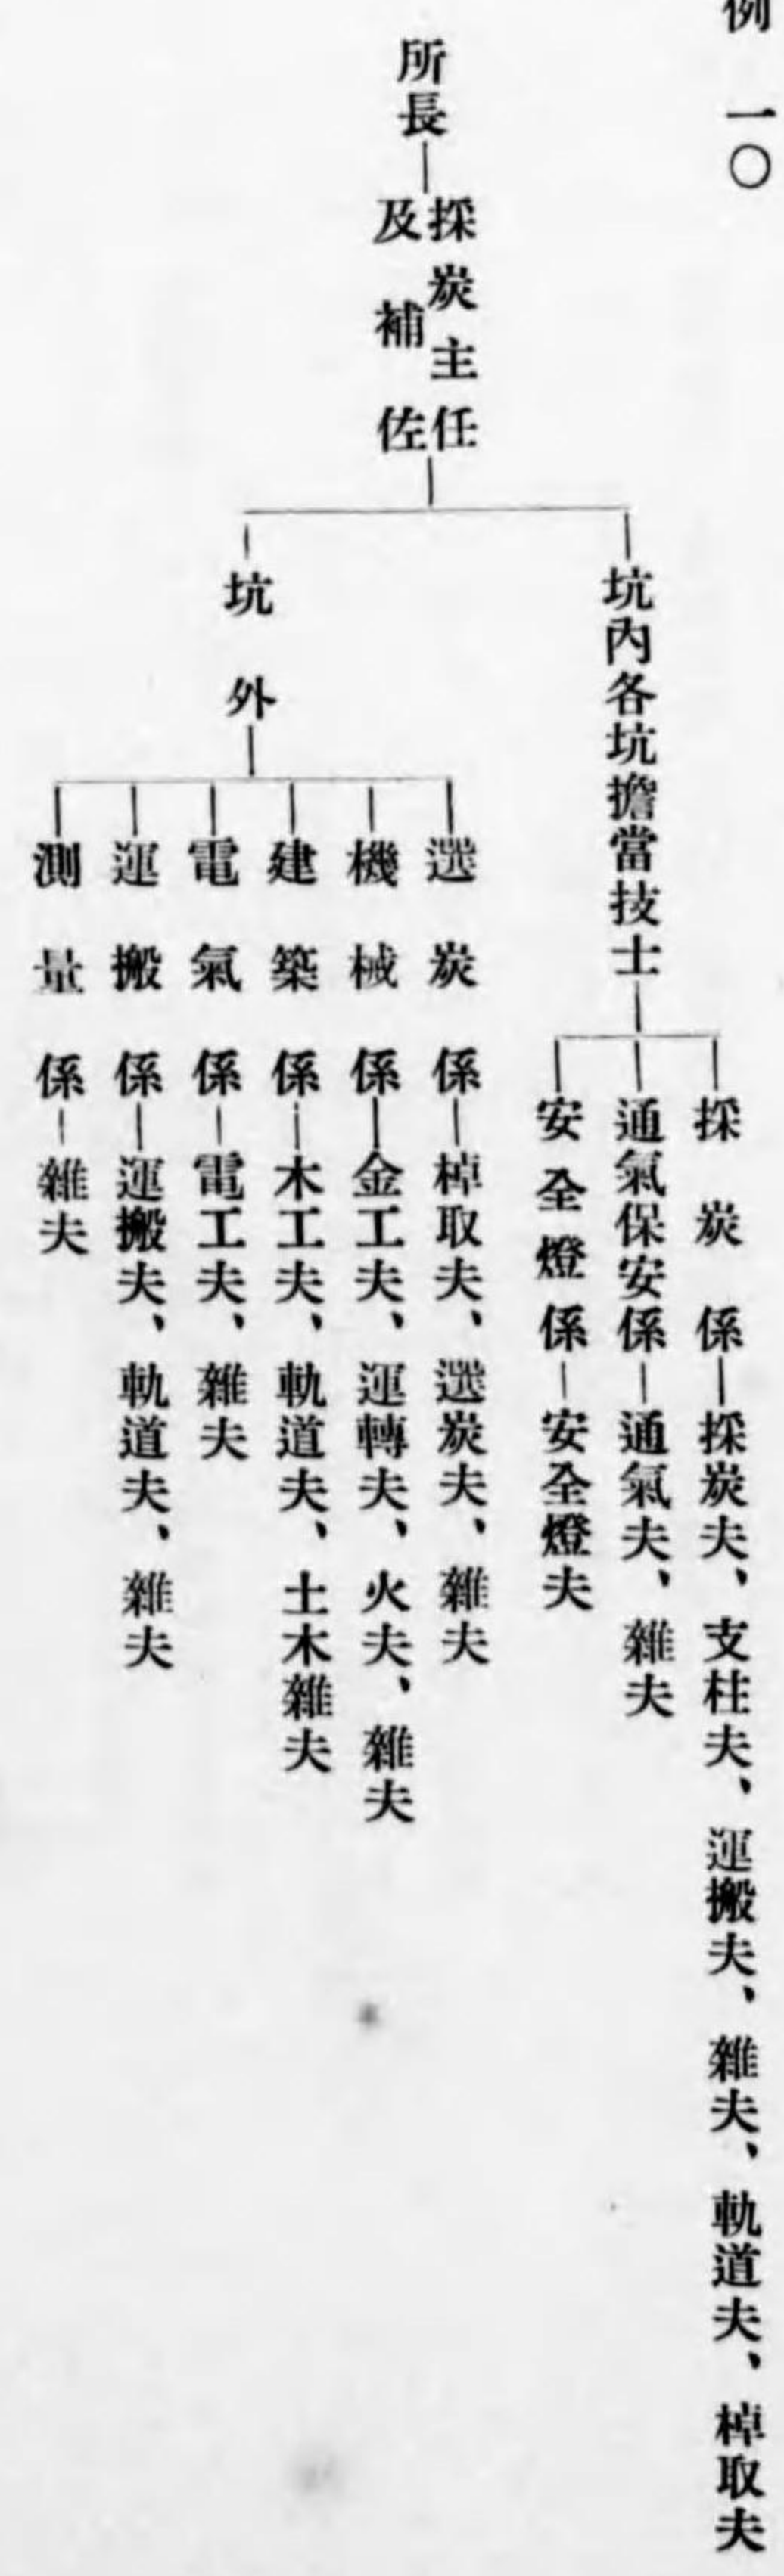 例一〇
所長
採炭主任
及補佐
坑內各坑擔當技士
採炭係
採炭夫、支柱夫、運搬夫、雜夫、軌道夫、棹取夫
通氣保安係
通氣夫、雜夫
安全燈係
安全燈夫
坑外
選炭係
棹取夫、選炭夫、雜夫
機械係
金工夫、運轉夫、火夫、雜夫
建築係
木工夫、軌道夫、土木雜夫
電氣係
電工夫、雜夫
運搬係
運搬夫、軌道夫、雜夫
測量係
雜夫